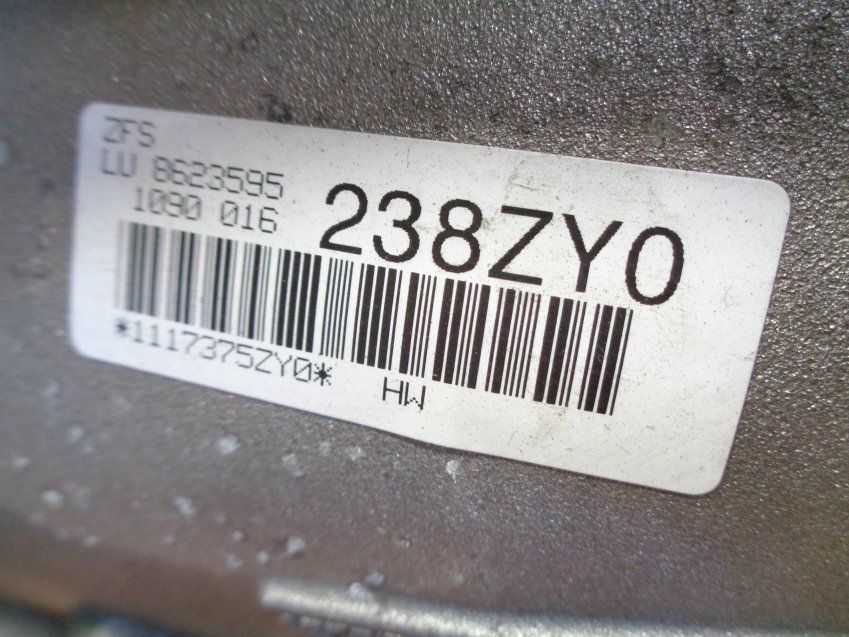 ZFS
LU 8623595
1090 016
238ZY0
*1117375ZY0*
HW